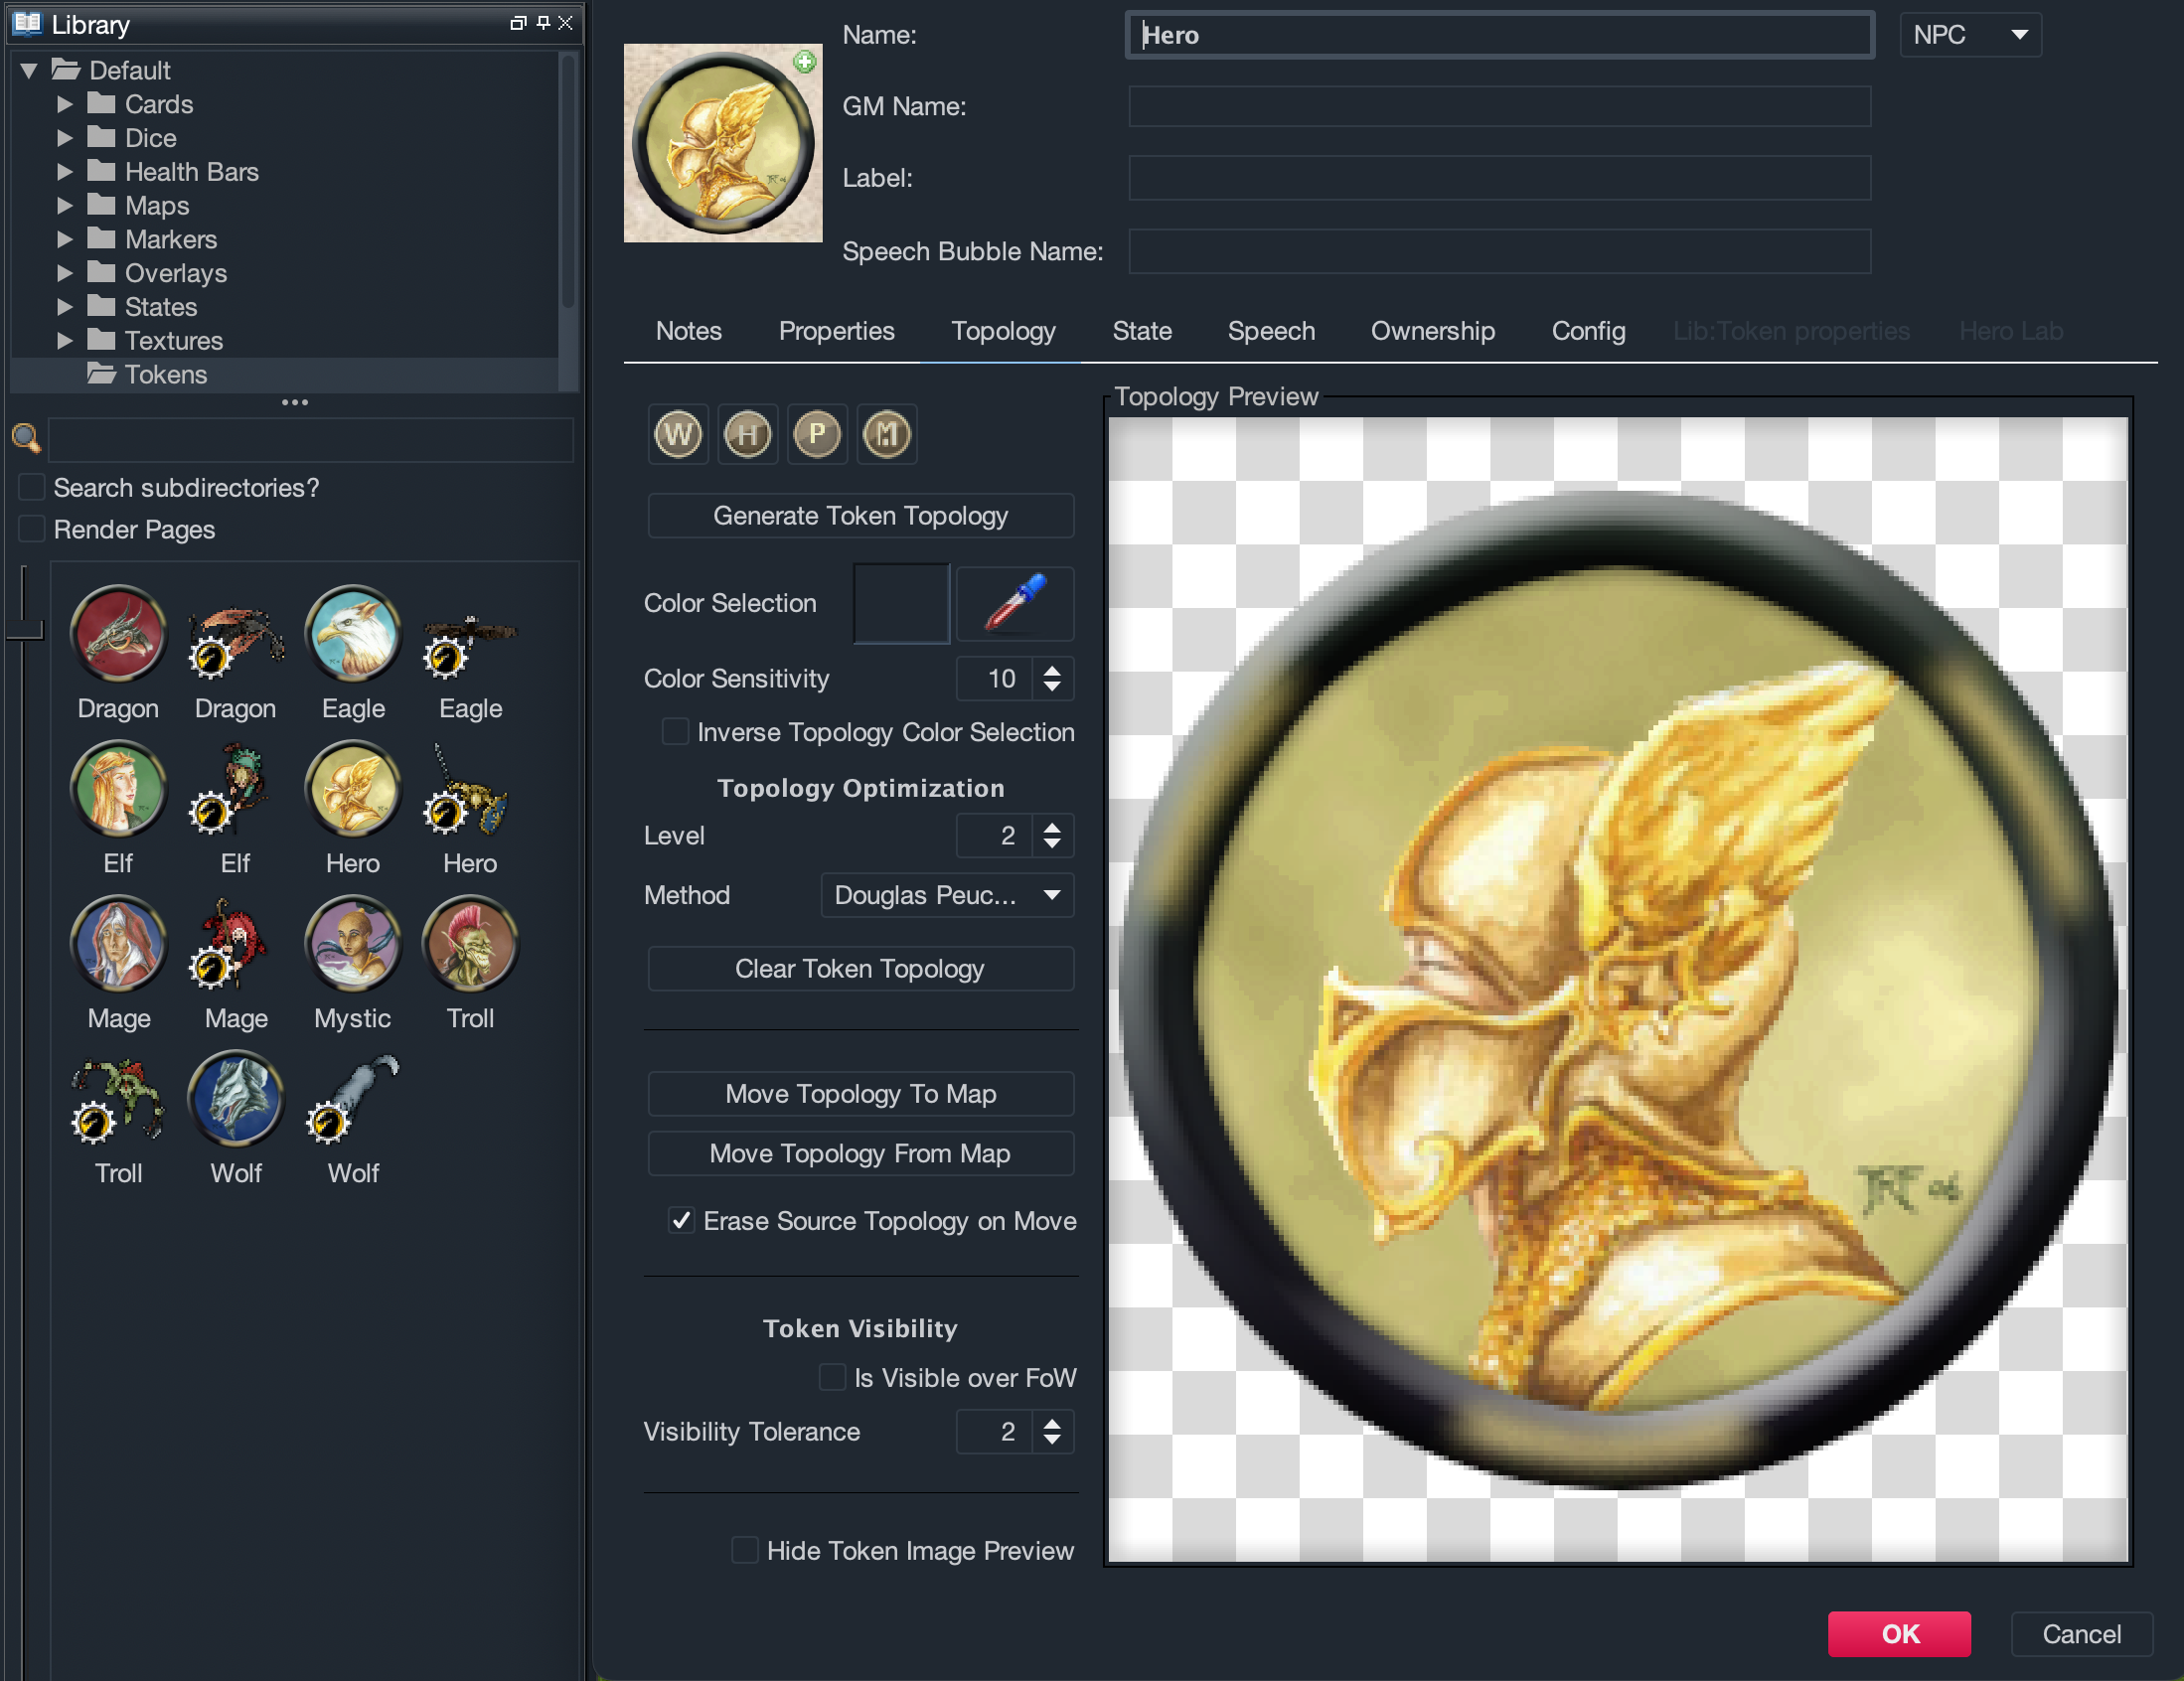 Library
Default
Cards
Dice
Health Bars
Maps
Markers
Overlays
States
Textures
Tokens
Search subdirectories?
Render Pages
Dragon Dragon Eagle Eagle
Elf Elf Hero Hero
Mage Mage Mystic Troll
Troll Wolf Wolf
Name: Hero NPC
GM Name:
Label:
Speech Bubble Name:
Notes Properties Topology State Speech Ownership Config Lib:Token properties Hero Lab
W H P M
Generate Token Topology
Color Selection
Color Sensitivity 10
Inverse Topology Color Selection
Topology Optimization
Level 2
Method Douglas Peuc...
Clear Token Topology
Move Topology To Map
Move Topology From Map
Erase Source Topology on Move
Token Visibility
Is Visible over FoW
Visibility Tolerance 2
Hide Token Image Preview
Topology Preview
OK Cancel